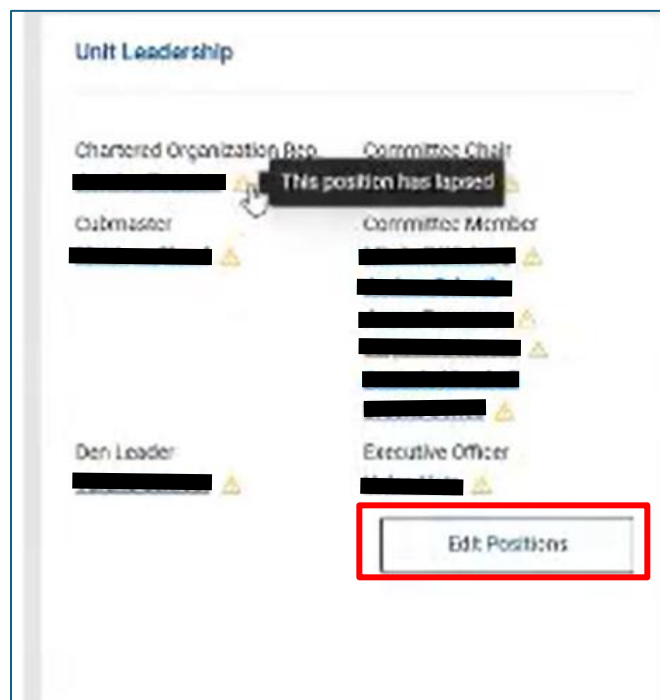 Unit Leadership
Chartered Organization Rep
Committee Chair
This position has lapsed
Cubmaster
Committee Member
Den Leader
Executive Officer
Edit Positions